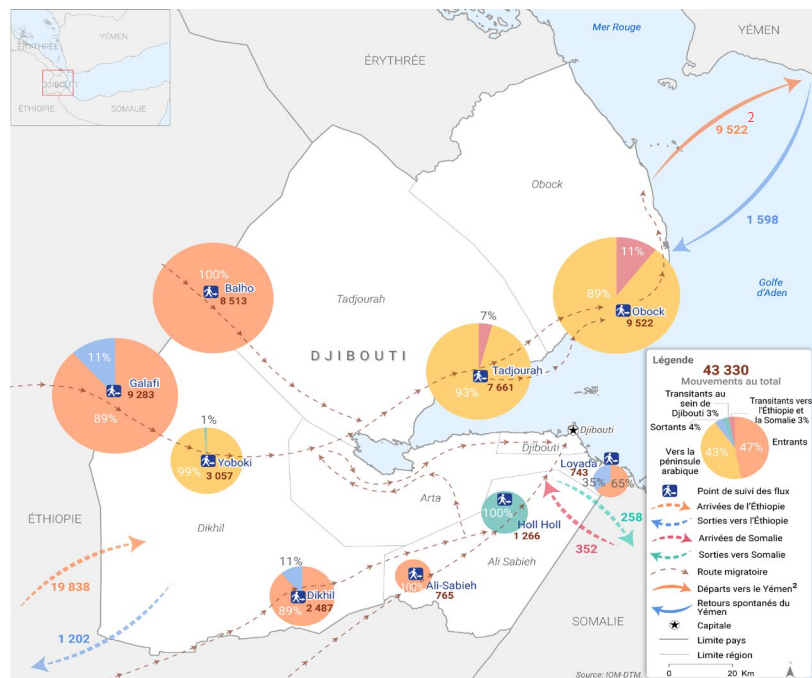 ÉRYTHRÉE
YÉMEN
DJIBOUTI
ÉTHIOPIE
SOMALIE
Mer Rouge
YÉMEN
ÉRYTHRÉE
2
9 522
1 598
Obock
Golfe
d'Aden
100%
Balho
8 513
Tadjourah
11%
89%
Obock
9 522
DJIBOUTI
7%
Tadjourah
93%
7 661
11%
Galafi
9 283
89%
1%
Yoboki
99%
3 057
Djibouti
Djibouti
Loyada
743
35%
65%
Arta
100%
Holl Holl
1 266
258
352
Dikhil
Ali Sabieh
ÉTHIOPIE
19 838
1 202
11%
Dikhil
89%
2 487
Ali-Sabieh
100%
765
SOMALIE
Source: IOM-DTM
Légende
43 330
Mouvements au total
Transitants au
sein de
Djibouti 3%
Transitants vers
l'Éthiopie et
la Somalie 3%
Sortants 4%
Entrants
47%
43%
Vers la
péninsule
arabique
Point de suivi des flux
Arrivées de l'Éthiopie
Sorties vers l'Éthiopie
Arrivées de Somalie
Sorties vers Somalie
Route migratoire
Départs vers le Yémen²
Retours spontanés du
Yémen
Capitale
Limite pays
Limite région
0 20 Km
N